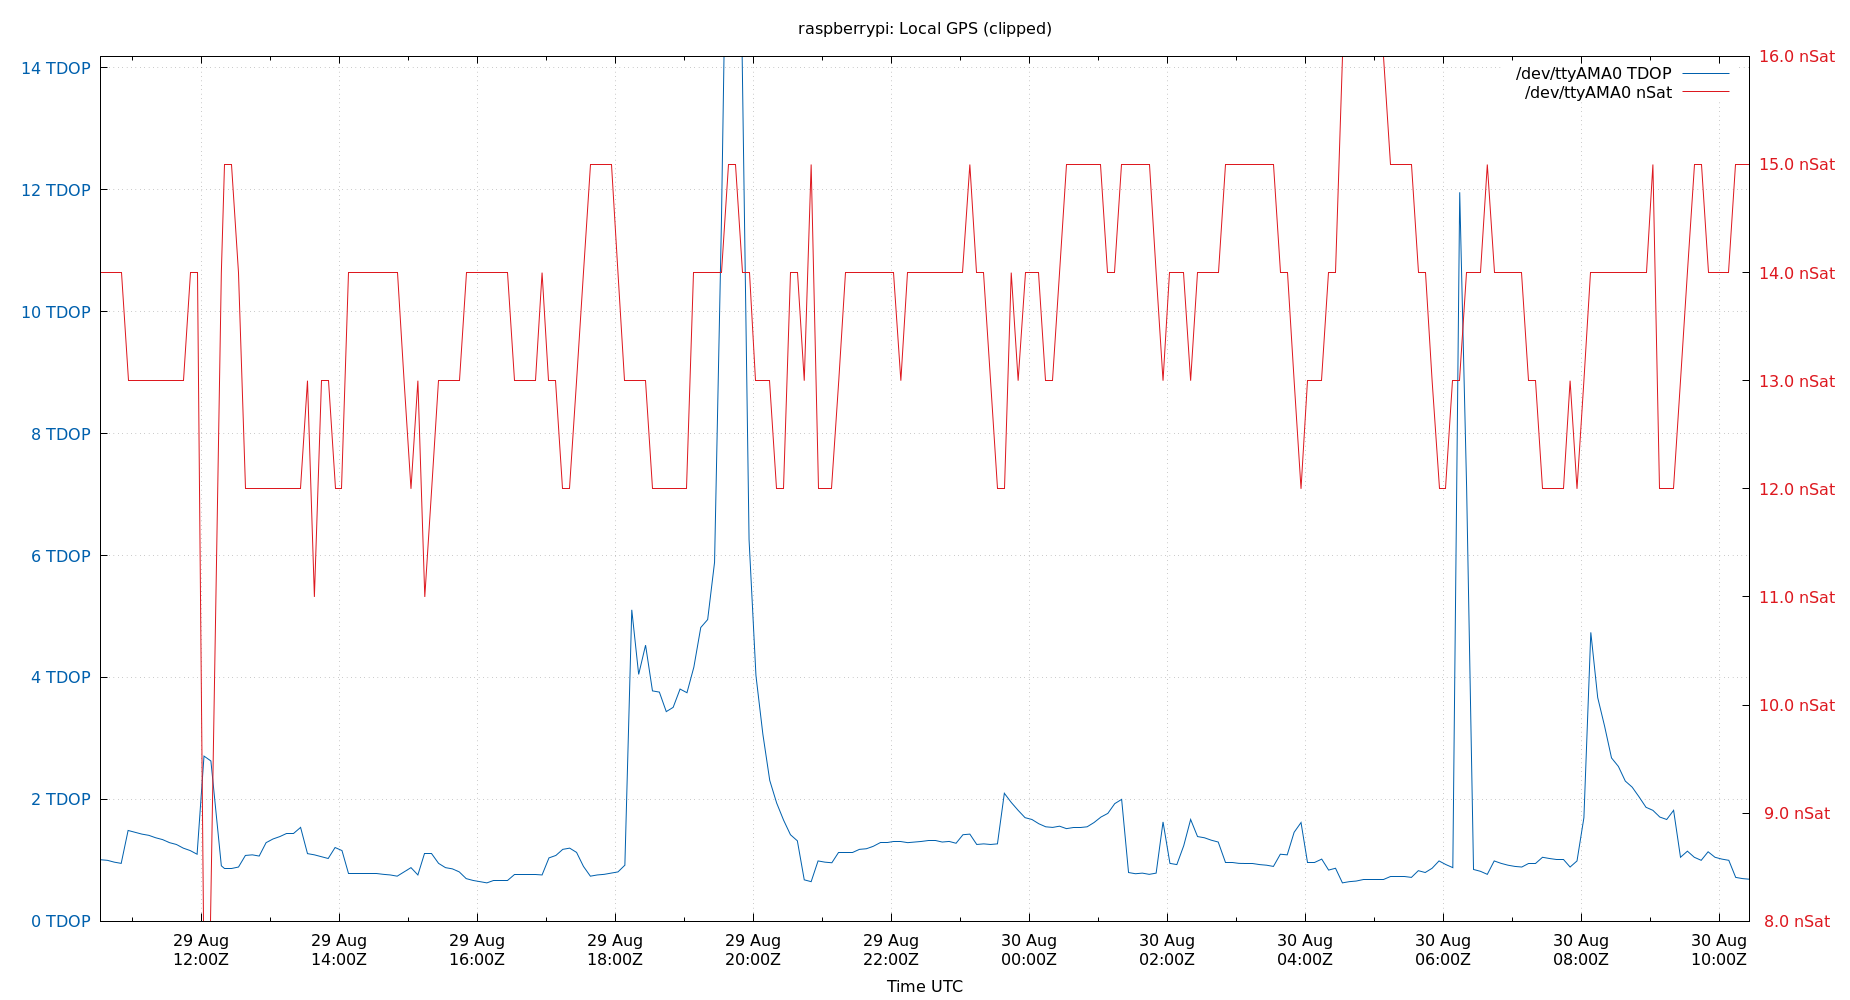 raspberrypi: Local GPS (clipped)
/dev/ttyAMA0 TDOP
/dev/ttyAMA0 nSat
14 TDOP
12 TDOP
10 TDOP
8 TDOP
6 TDOP
4 TDOP
2 TDOP
0 TDOP
16.0 nSat
15.0 nSat
14.0 nSat
13.0 nSat
12.0 nSat
11.0 nSat
10.0 nSat
9.0 nSat
8.0 nSat
29 Aug 29 Aug 29 Aug 29 Aug 29 Aug 29 Aug 30 Aug 30 Aug 30 Aug 30 Aug 30 Aug 30 Aug
12:00Z 14:00Z 16:00Z 18:00Z 20:00Z 22:00Z 00:00Z 02:00Z 04:00Z 06:00Z 08:00Z 10:00Z
Time UTC